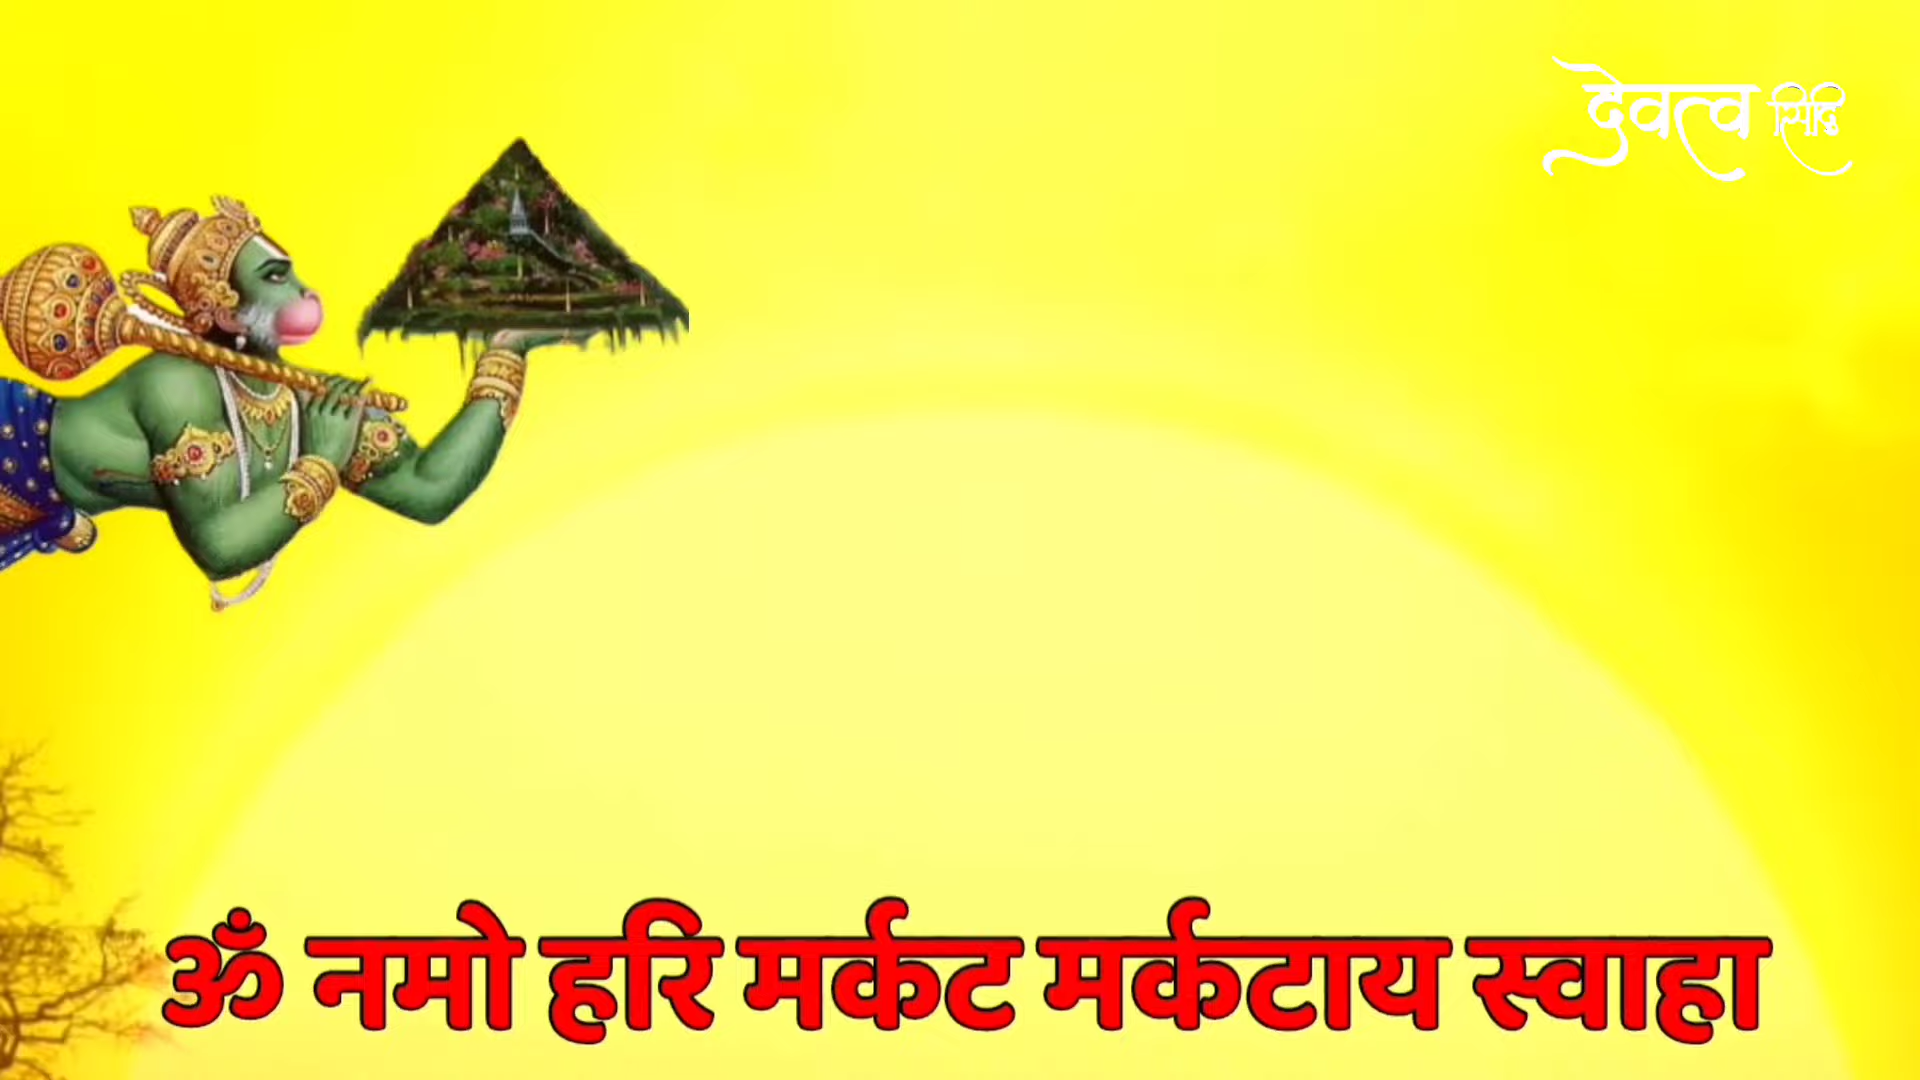 देवत्व सिद्धि
ॐ नमो हरि मर्कट मर्कटाय स्वाहा